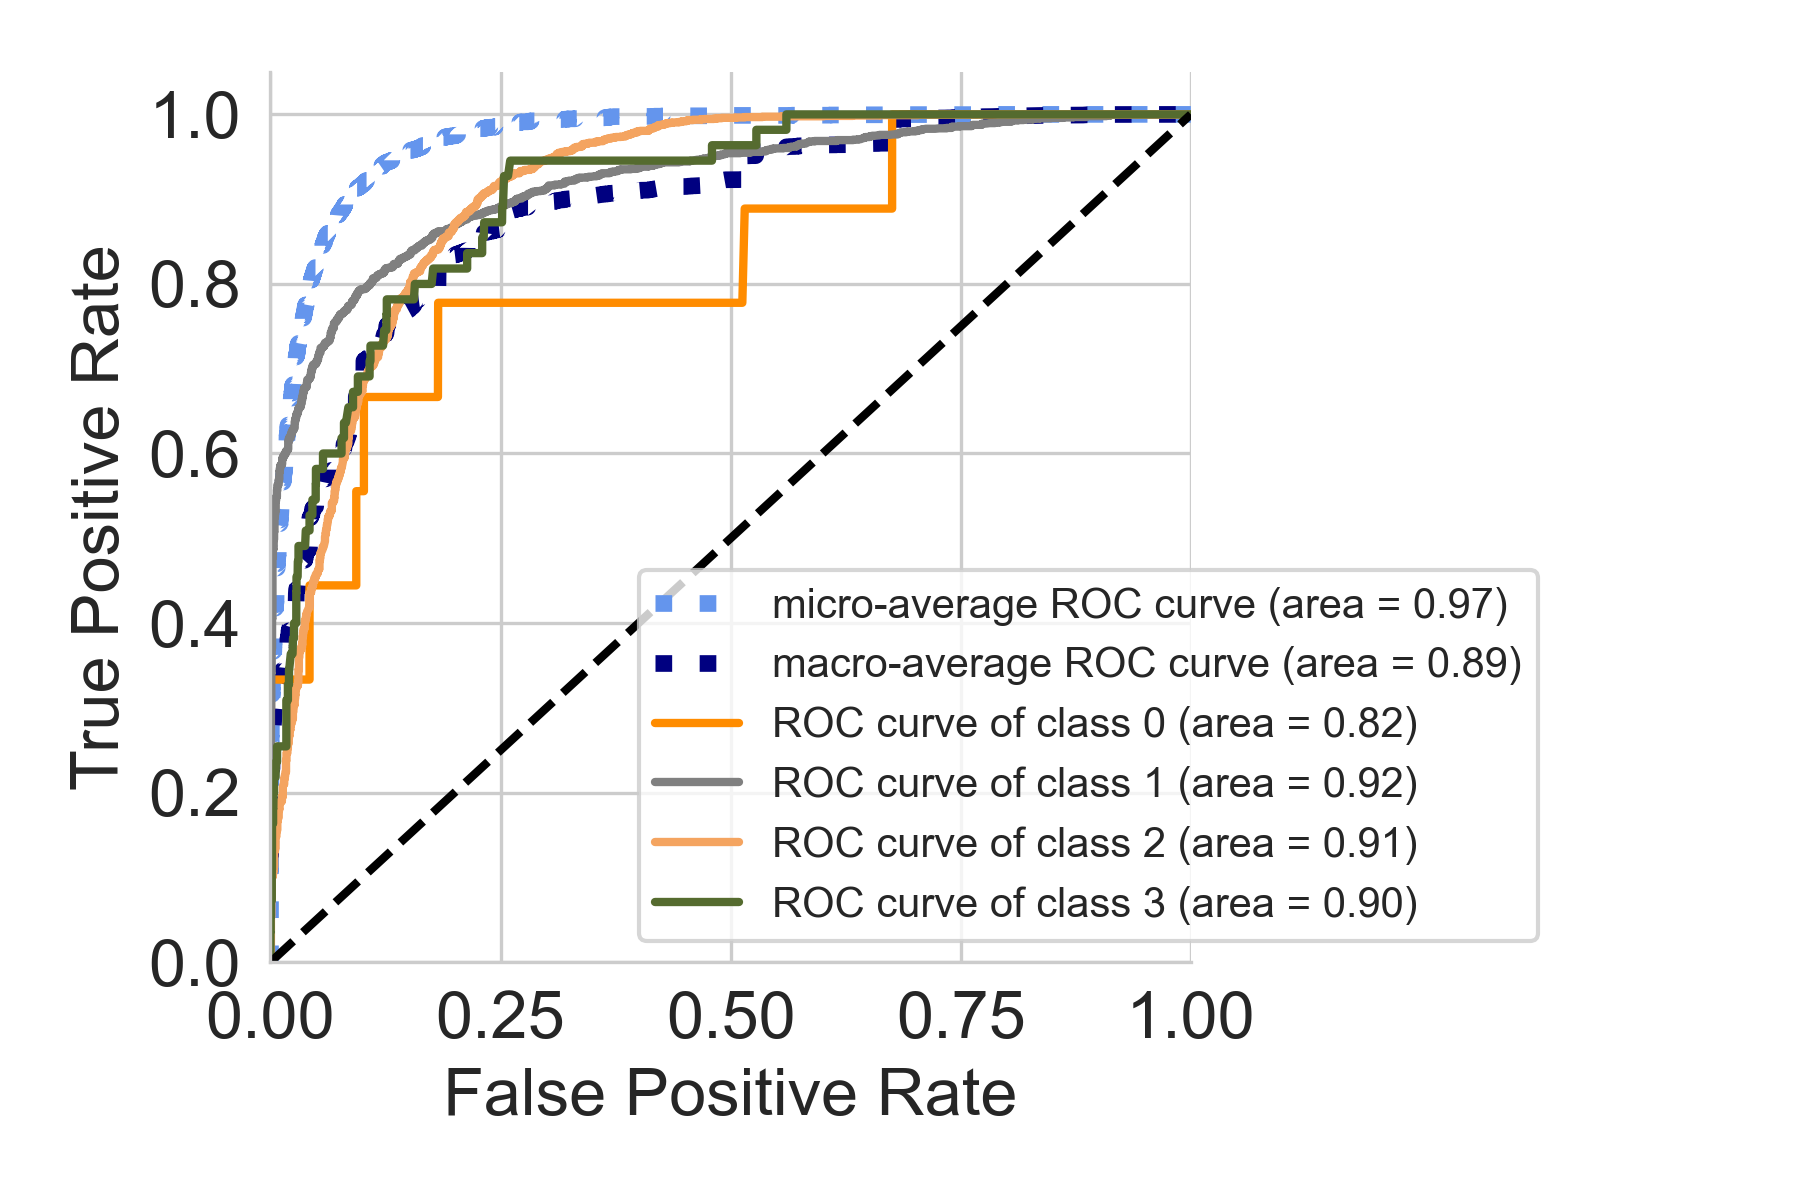 1.0
0.8
0.6
0.4
0.2
0.0
True Positive Rate
0.00 0.25 0.50 0.75 1.00
False Positive Rate
micro-average ROC curve (area = 0.97)
macro-average ROC curve (area = 0.89)
ROC curve of class 0 (area = 0.82)
ROC curve of class 1 (area = 0.92)
ROC curve of class 2 (area = 0.91)
ROC curve of class 3 (area = 0.90)